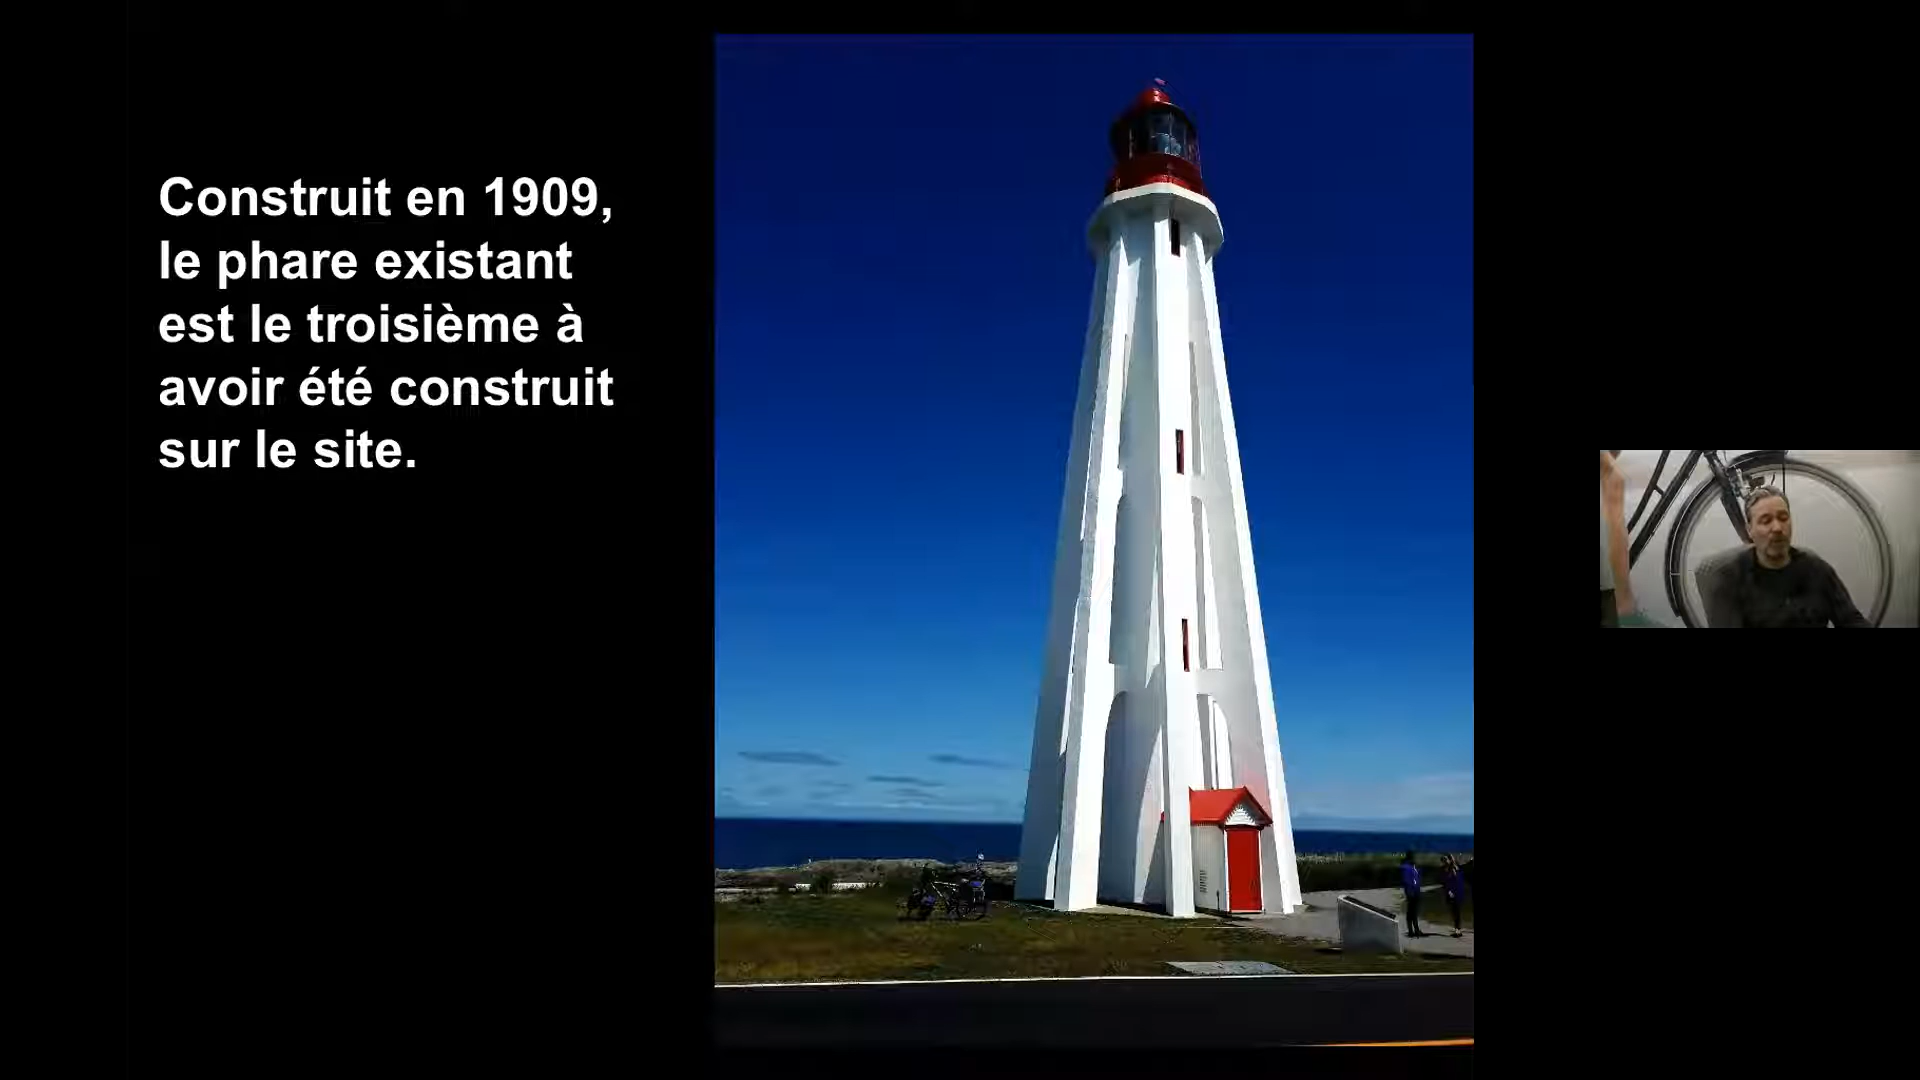 Construit en 1909,
le phare existant
est le troisième à
avoir été construit
sur le site.